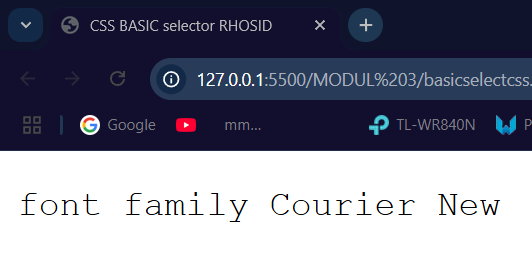 CSS BASIC selector RHOSID
127.0.0.1:5500/MODUL%203/basicselectcss.
Google
mm...
TL-WR840N
P
font family Courier New